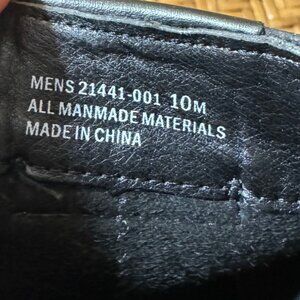 MENS 21441-001 10M
ALL MANMADE MATERIALS
MADE IN CHINA